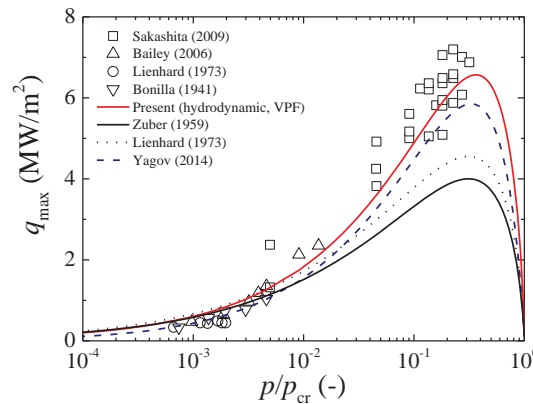 Sakashita (2009)
Bailey (2006)
Lienhard (1973)
Bonilla (1941)
Present (hydrodynamic, VPF)
Zuber (1959)
Lienhard (1973)
Yagov (2014)
q_max (MW/m²)
8
6
4
2
0
10⁻⁴ 10⁻³ 10⁻² 10⁻¹ 10⁰
p/p_cr (-)